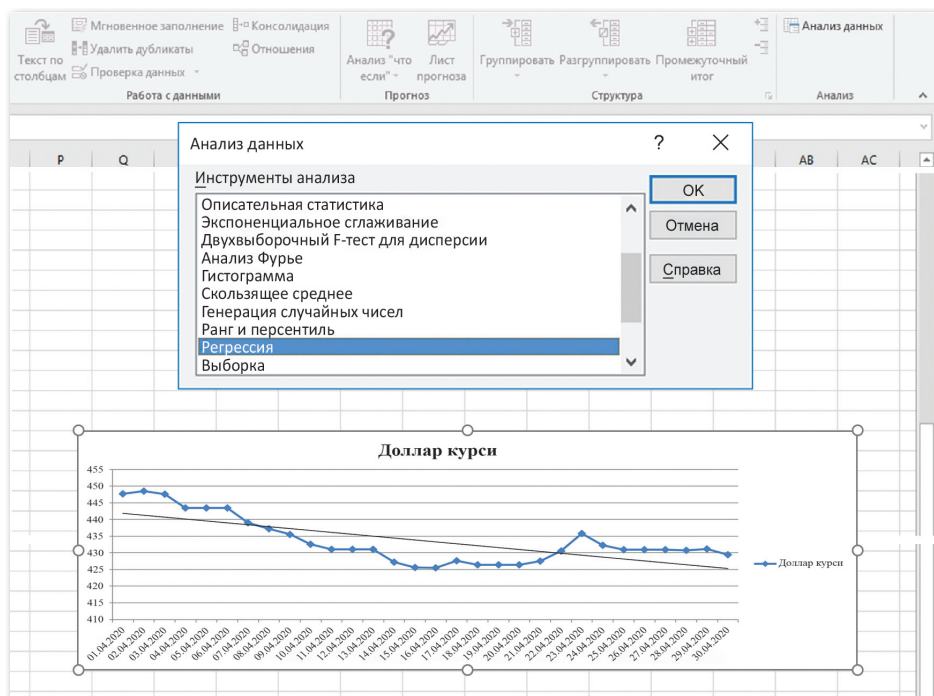 Мгновенное заполнение
Консолидация
Удалить дубликаты
Отношения
Текст по
столбцам
Проверка данных
Работа с данными
Анализ "что
если"
Лист
прогноза
Прогноз
Группировать
Разгруппировать
Промежуточный
итог
Структура
Анализ данных
Анализ
P Q AB AC
Анализ данных ?
Инструменты анализа
Описательная статистика
Экспоненциальное сглаживание
Двухвыборочный F-тест для дисперсии
Анализ Фурье
Гистограмма
Скользящее среднее
Генерация случайных чисел
Ранг и персентиль
Регрессия
Выборка
OK
Отмена
Справка
Доллар курси
455
450
445
440
435
430
425
420
415
410
01.04.2020
02.04.2020
03.04.2020
04.04.2020
05.04.2020
06.04.2020
07.04.2020
08.04.2020
09.04.2020
10.04.2020
11.04.2020
12.04.2020
13.04.2020
14.04.2020
15.04.2020
16.04.2020
17.04.2020
18.04.2020
19.04.2020
20.04.2020
21.04.2020
22.04.2020
23.04.2020
24.04.2020
25.04.2020
26.04.2020
27.04.2020
28.04.2020
29.04.2020
30.04.2020
Доллар курси